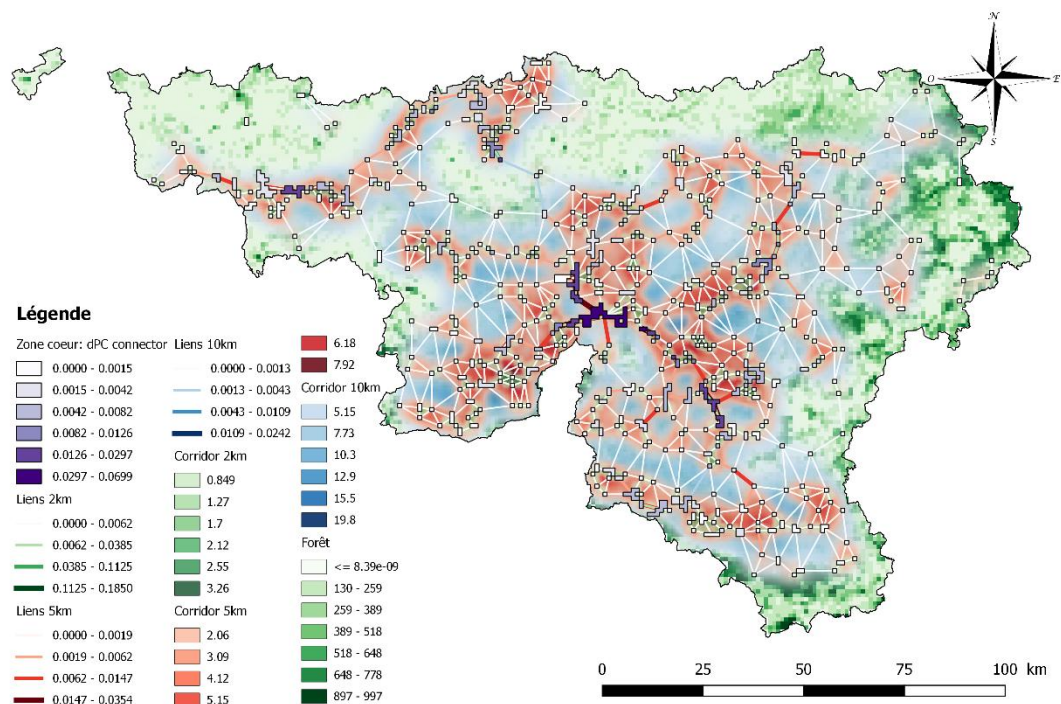 N
O
E
S
Légende
Zone coeur: dPC connector
0.0000 - 0.0015
0.0015 - 0.0042
0.0042 - 0.0082
0.0082 - 0.0126
0.0126 - 0.0297
0.0297 - 0.0699
Liens 2km
0.0000 - 0.0062
0.0062 - 0.0385
0.0385 - 0.1125
0.1125 - 0.1850
Liens 5km
0.0000 - 0.0019
0.0019 - 0.0062
0.0062 - 0.0147
0.0147 - 0.0354
Liens 10km
0.0000 - 0.0013
0.0013 - 0.0043
0.0043 - 0.0109
0.0109 - 0.0242
Corridor 2km
0.849
1.27
1.7
2.12
2.55
3.26
Corridor 5km
2.06
3.09
4.12
5.15
6.18
7.92
Corridor 10km
5.15
7.73
10.3
12.9
15.5
19.8
Forêt
<= 8.39e-09
130 - 259
259 - 389
389 - 518
518 - 648
648 - 778
897 - 997
0 25 50 75 100 km